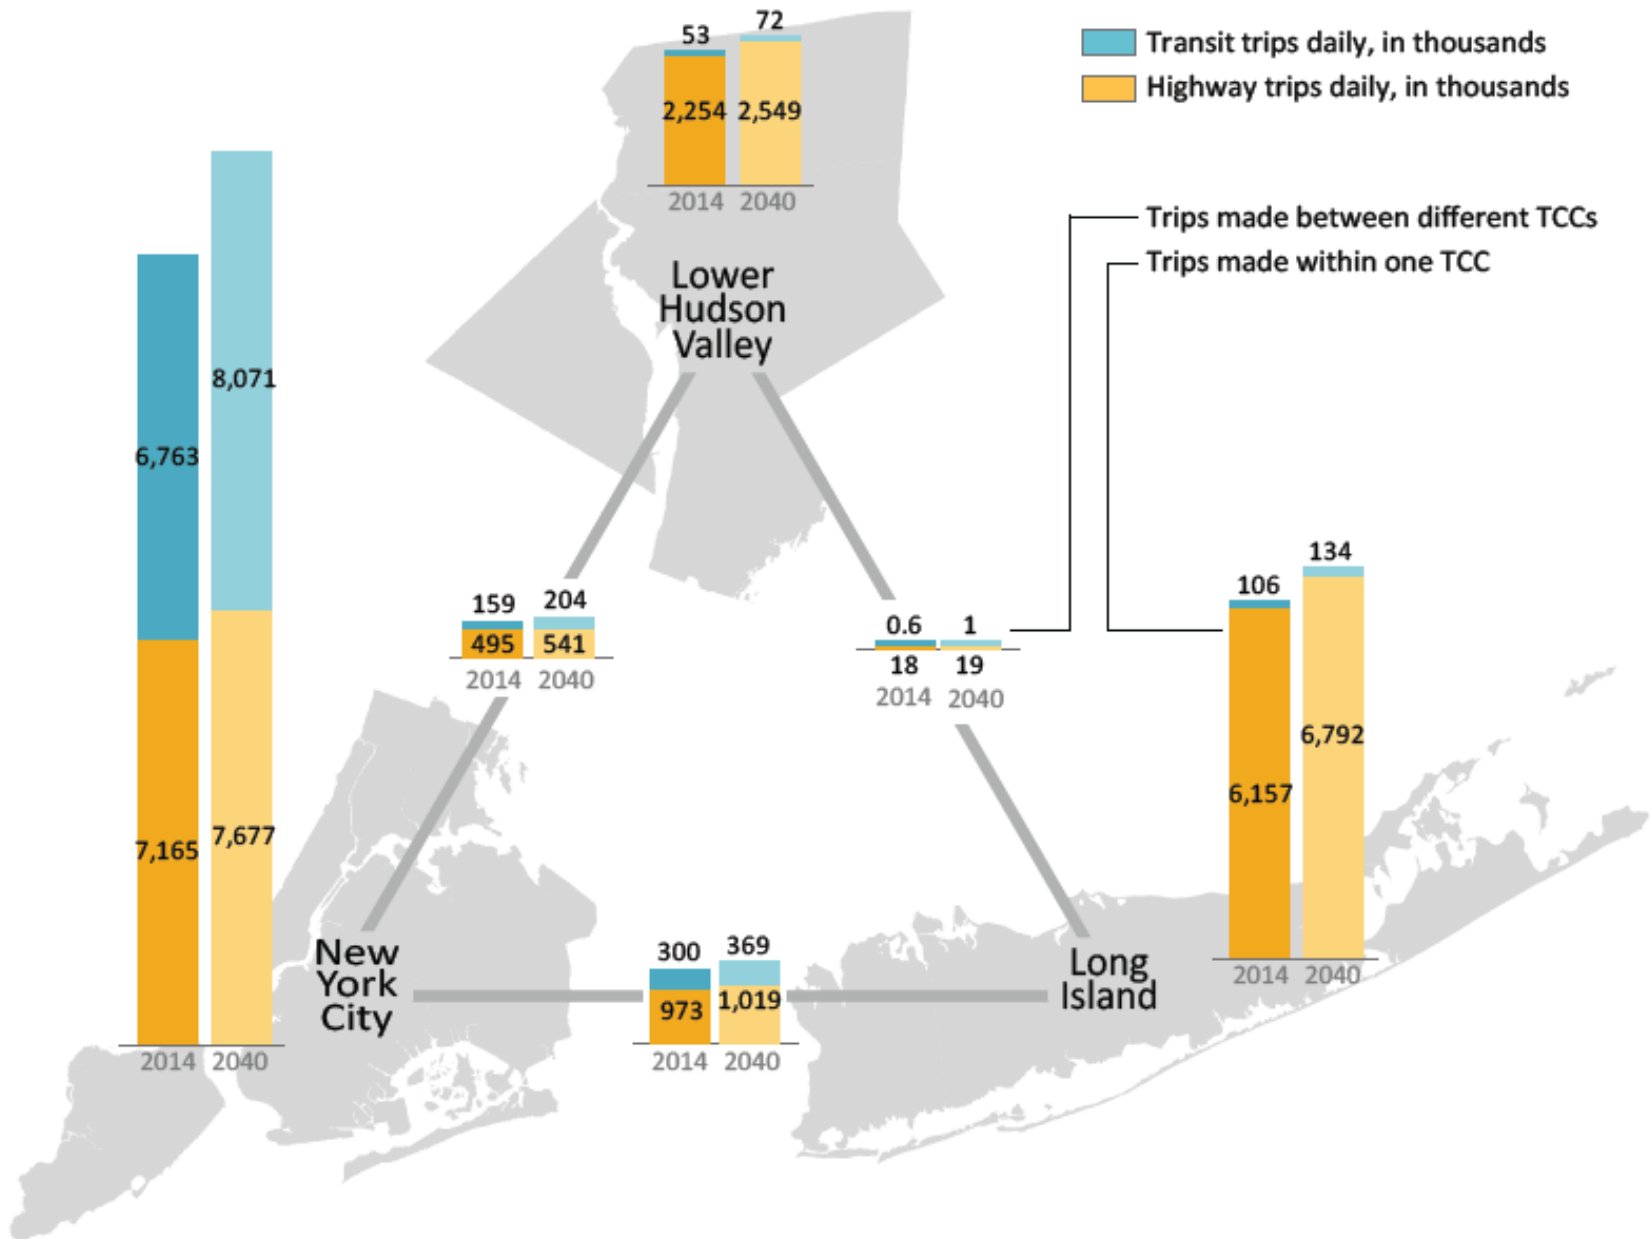 53 72
2,254 2,549
2014 2040
Transit trips daily, in thousands
Highway trips daily, in thousands
Trips made between different TCCs
Trips made within one TCC
Lower
Hudson
Valley
8,071
6,763
7,165 7,677
2014 2040
159 204
495 541
2014 2040
0.6 1
18 19
2014 2040
106 134
6,157 6,792
2014 2040
New
York
City
300 369
973 1,019
2014 2040
Long
Island